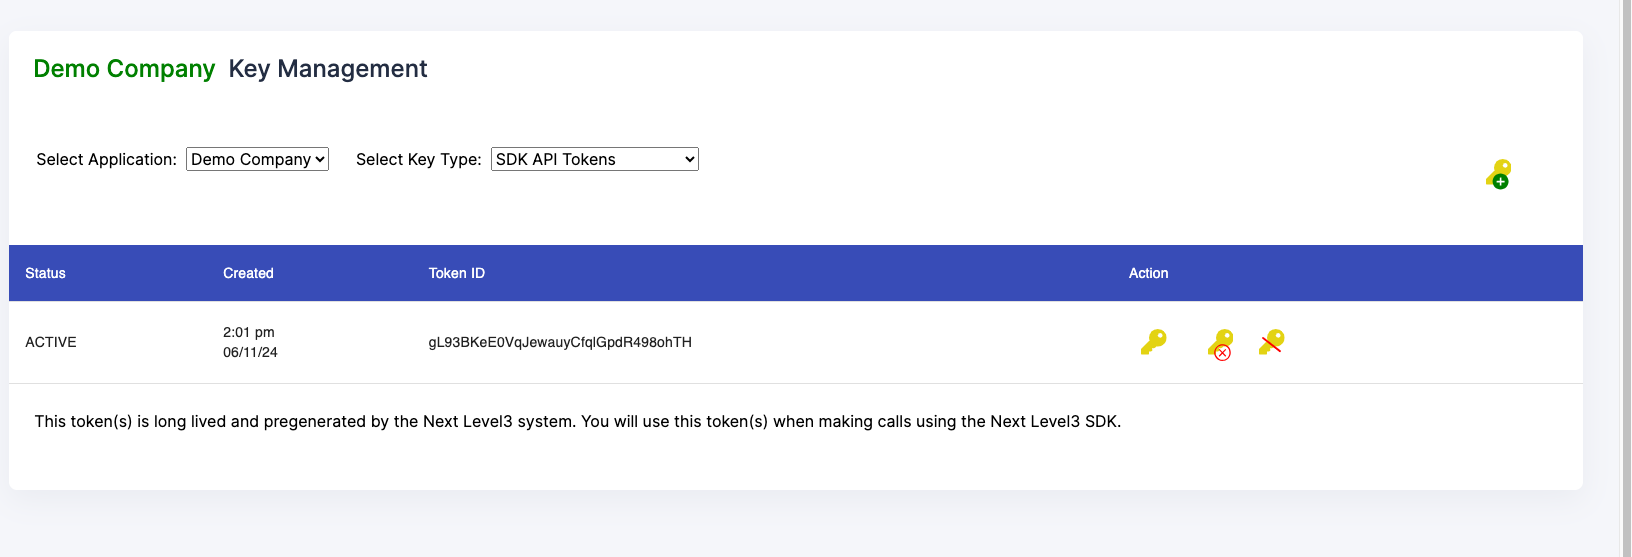 Demo Company Key Management
Select Application: Demo Company Select Key Type: SDK API Tokens
Status Created Token ID Action
ACTIVE 2:01 pm 06/11/24 gL93BKeE0VqJewauyCfqlGpdR498ohTH
This token(s) is long lived and pregenerated by the Next Level3 system. You will use this token(s) when making calls using the Next Level3 SDK.